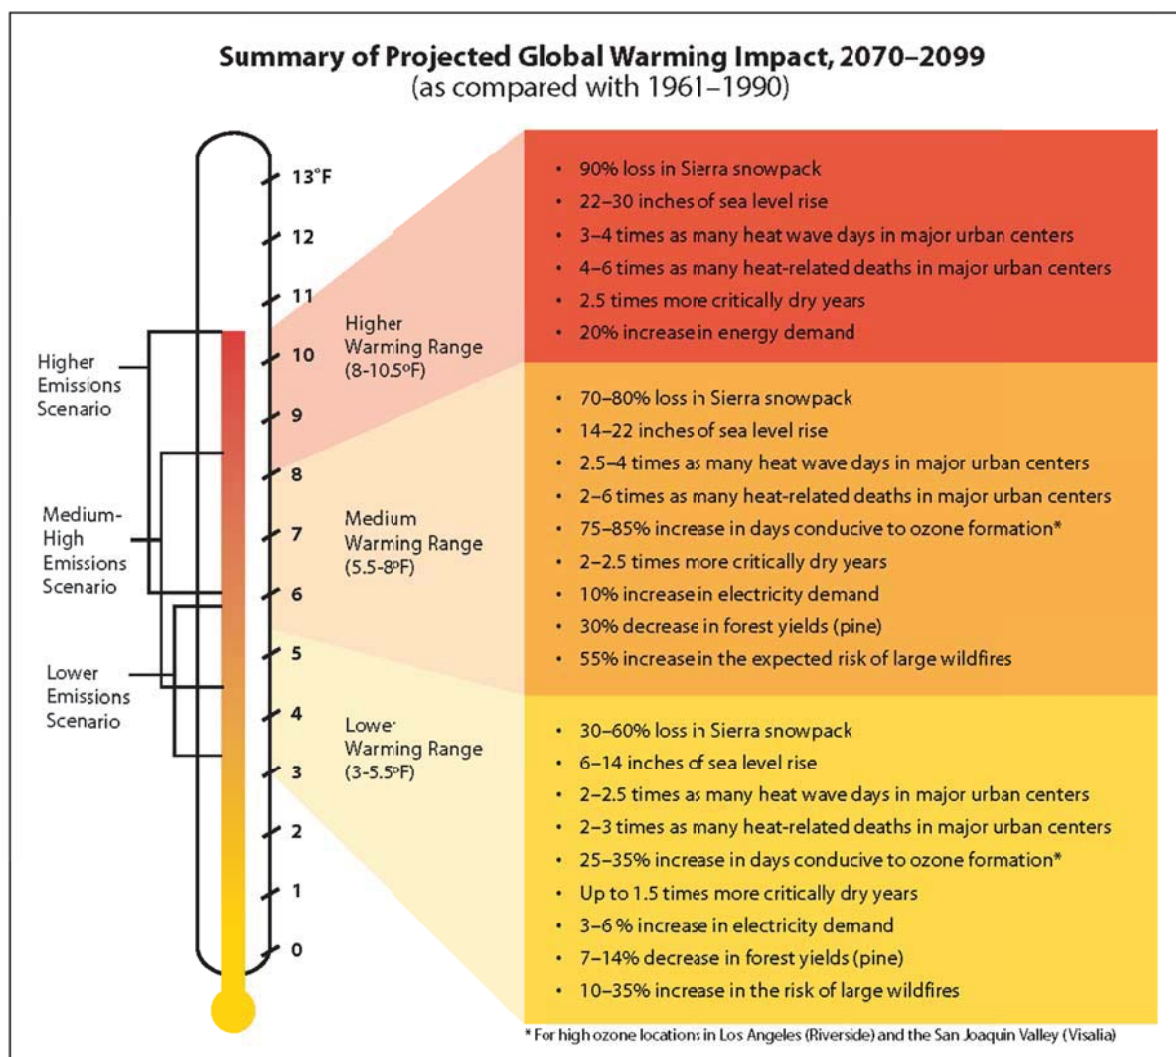 Summary of Projected Global Warming Impact, 2070–2099
(as compared with 1961–1990)
13°F
12
11
10
9
8
7
6
5
4
3
2
1
0
Higher
Emissions
Scenario
Medium-
High
Emissions
Scenario
Lower
Emissions
Scenario
Higher
Warming Range
(8-10.5°F)
Medium
Warming Range
(5.5-8°F)
Lower
Warming Range
(3-5.5°F)
• 90% loss in Sierra snowpack
• 22–30 inches of sea level rise
• 3–4 times as many heat wave days in major urban centers
• 4–6 times as many heat-related deaths in major urban centers
• 2.5 times more critically dry years
• 20% increase in energy demand
• 70–80% loss in Sierra snowpack
• 14–22 inches of sea level rise
• 2.5–4 times as many heat wave days in major urban centers
• 2–6 times as many heat-related deaths in major urban centers
• 75–85% increase in days conducive to ozone formation*
• 2–2.5 times more critically dry years
• 10% increase in electricity demand
• 30% decrease in forest yields (pine)
• 55% increase in the expected risk of large wildfires
• 30–60% loss in Sierra snowpack
• 6–14 inches of sea level rise
• 2–2.5 times as many heat wave days in major urban centers
• 2–3 times as many heat-related deaths in major urban centers
• 25–35% increase in days conducive to ozone formation*
• Up to 1.5 times more critically dry years
• 3–6 % increase in electricity demand
• 7–14% decrease in forest yields (pine)
• 10–35% increase in the risk of large wildfires
* For high ozone locations in Los Angeles (Riverside) and the San Joaquin Valley (Visalia)